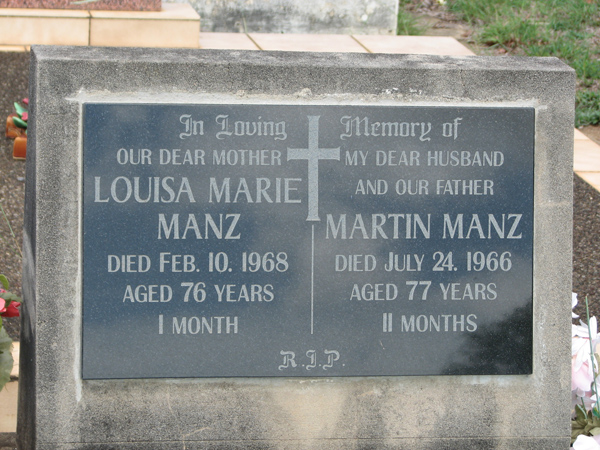 In Loving Memory of
OUR DEAR MOTHER
LOUISA MARIE
MANZ
DIED FEB. 10. 1968
AGED 76 YEARS
1 MONTH
MY DEAR HUSBAND
AND OUR FATHER
MARTIN MANZ
DIED JULY 24. 1966
AGED 77 YEARS
11 MONTHS
R.I.P.